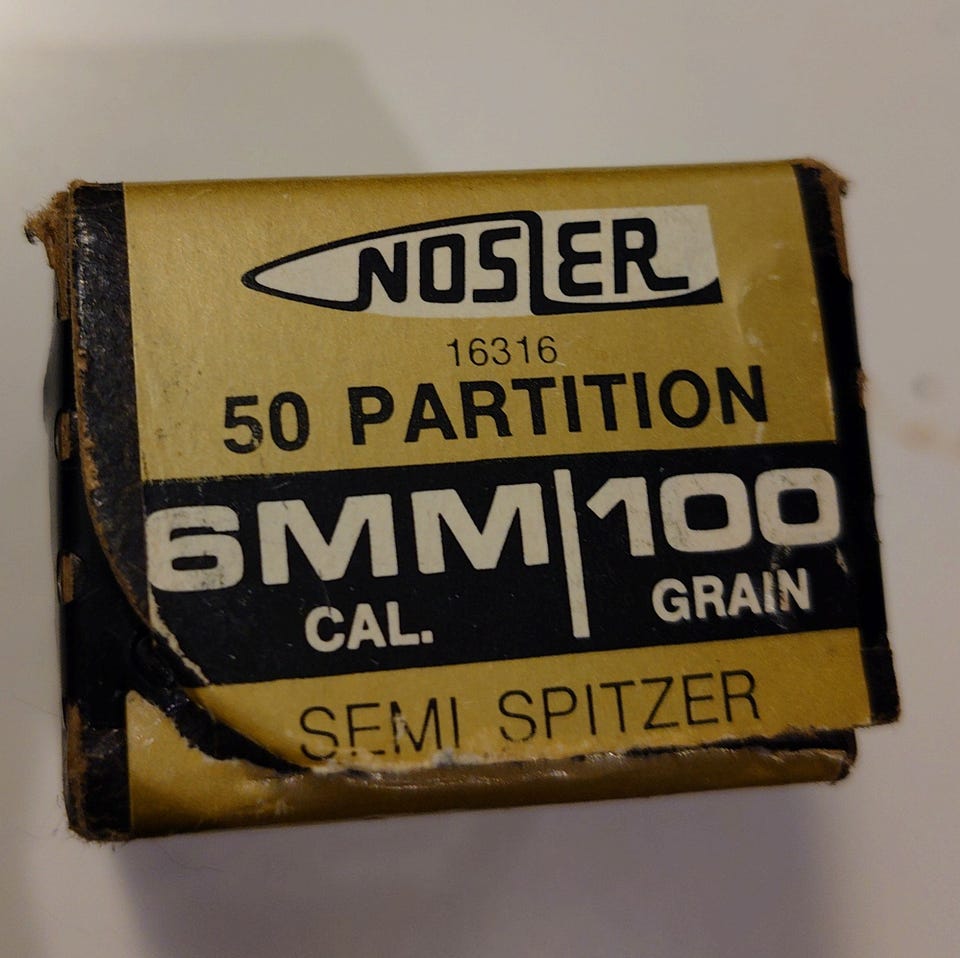 NOSLER
16316
50 PARTITION
6MM|100
CAL. GRAIN
SEMI SPITZER